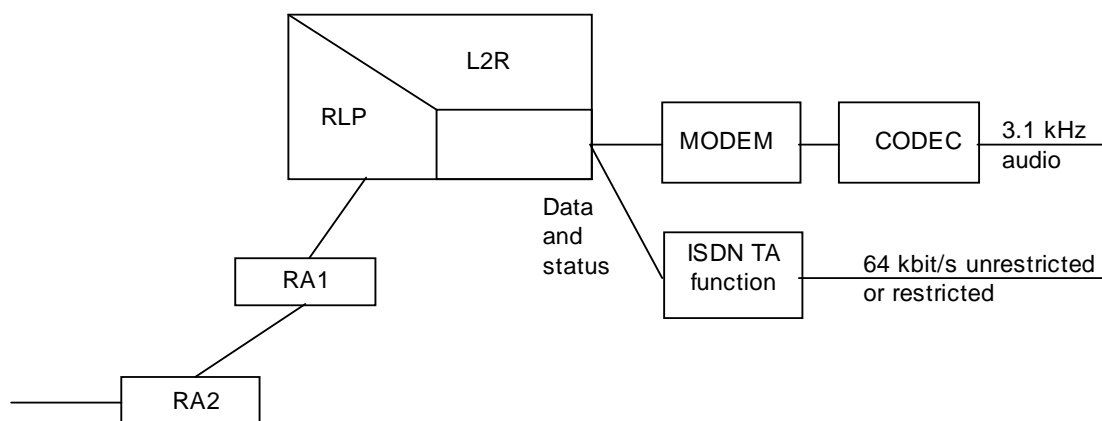 L2R
RLP
MODEM
CODEC
3.1 kHz
audio
Data
and
status
ISDN TA
function
64 kbit/s unrestricted
or restricted
RA1
RA2